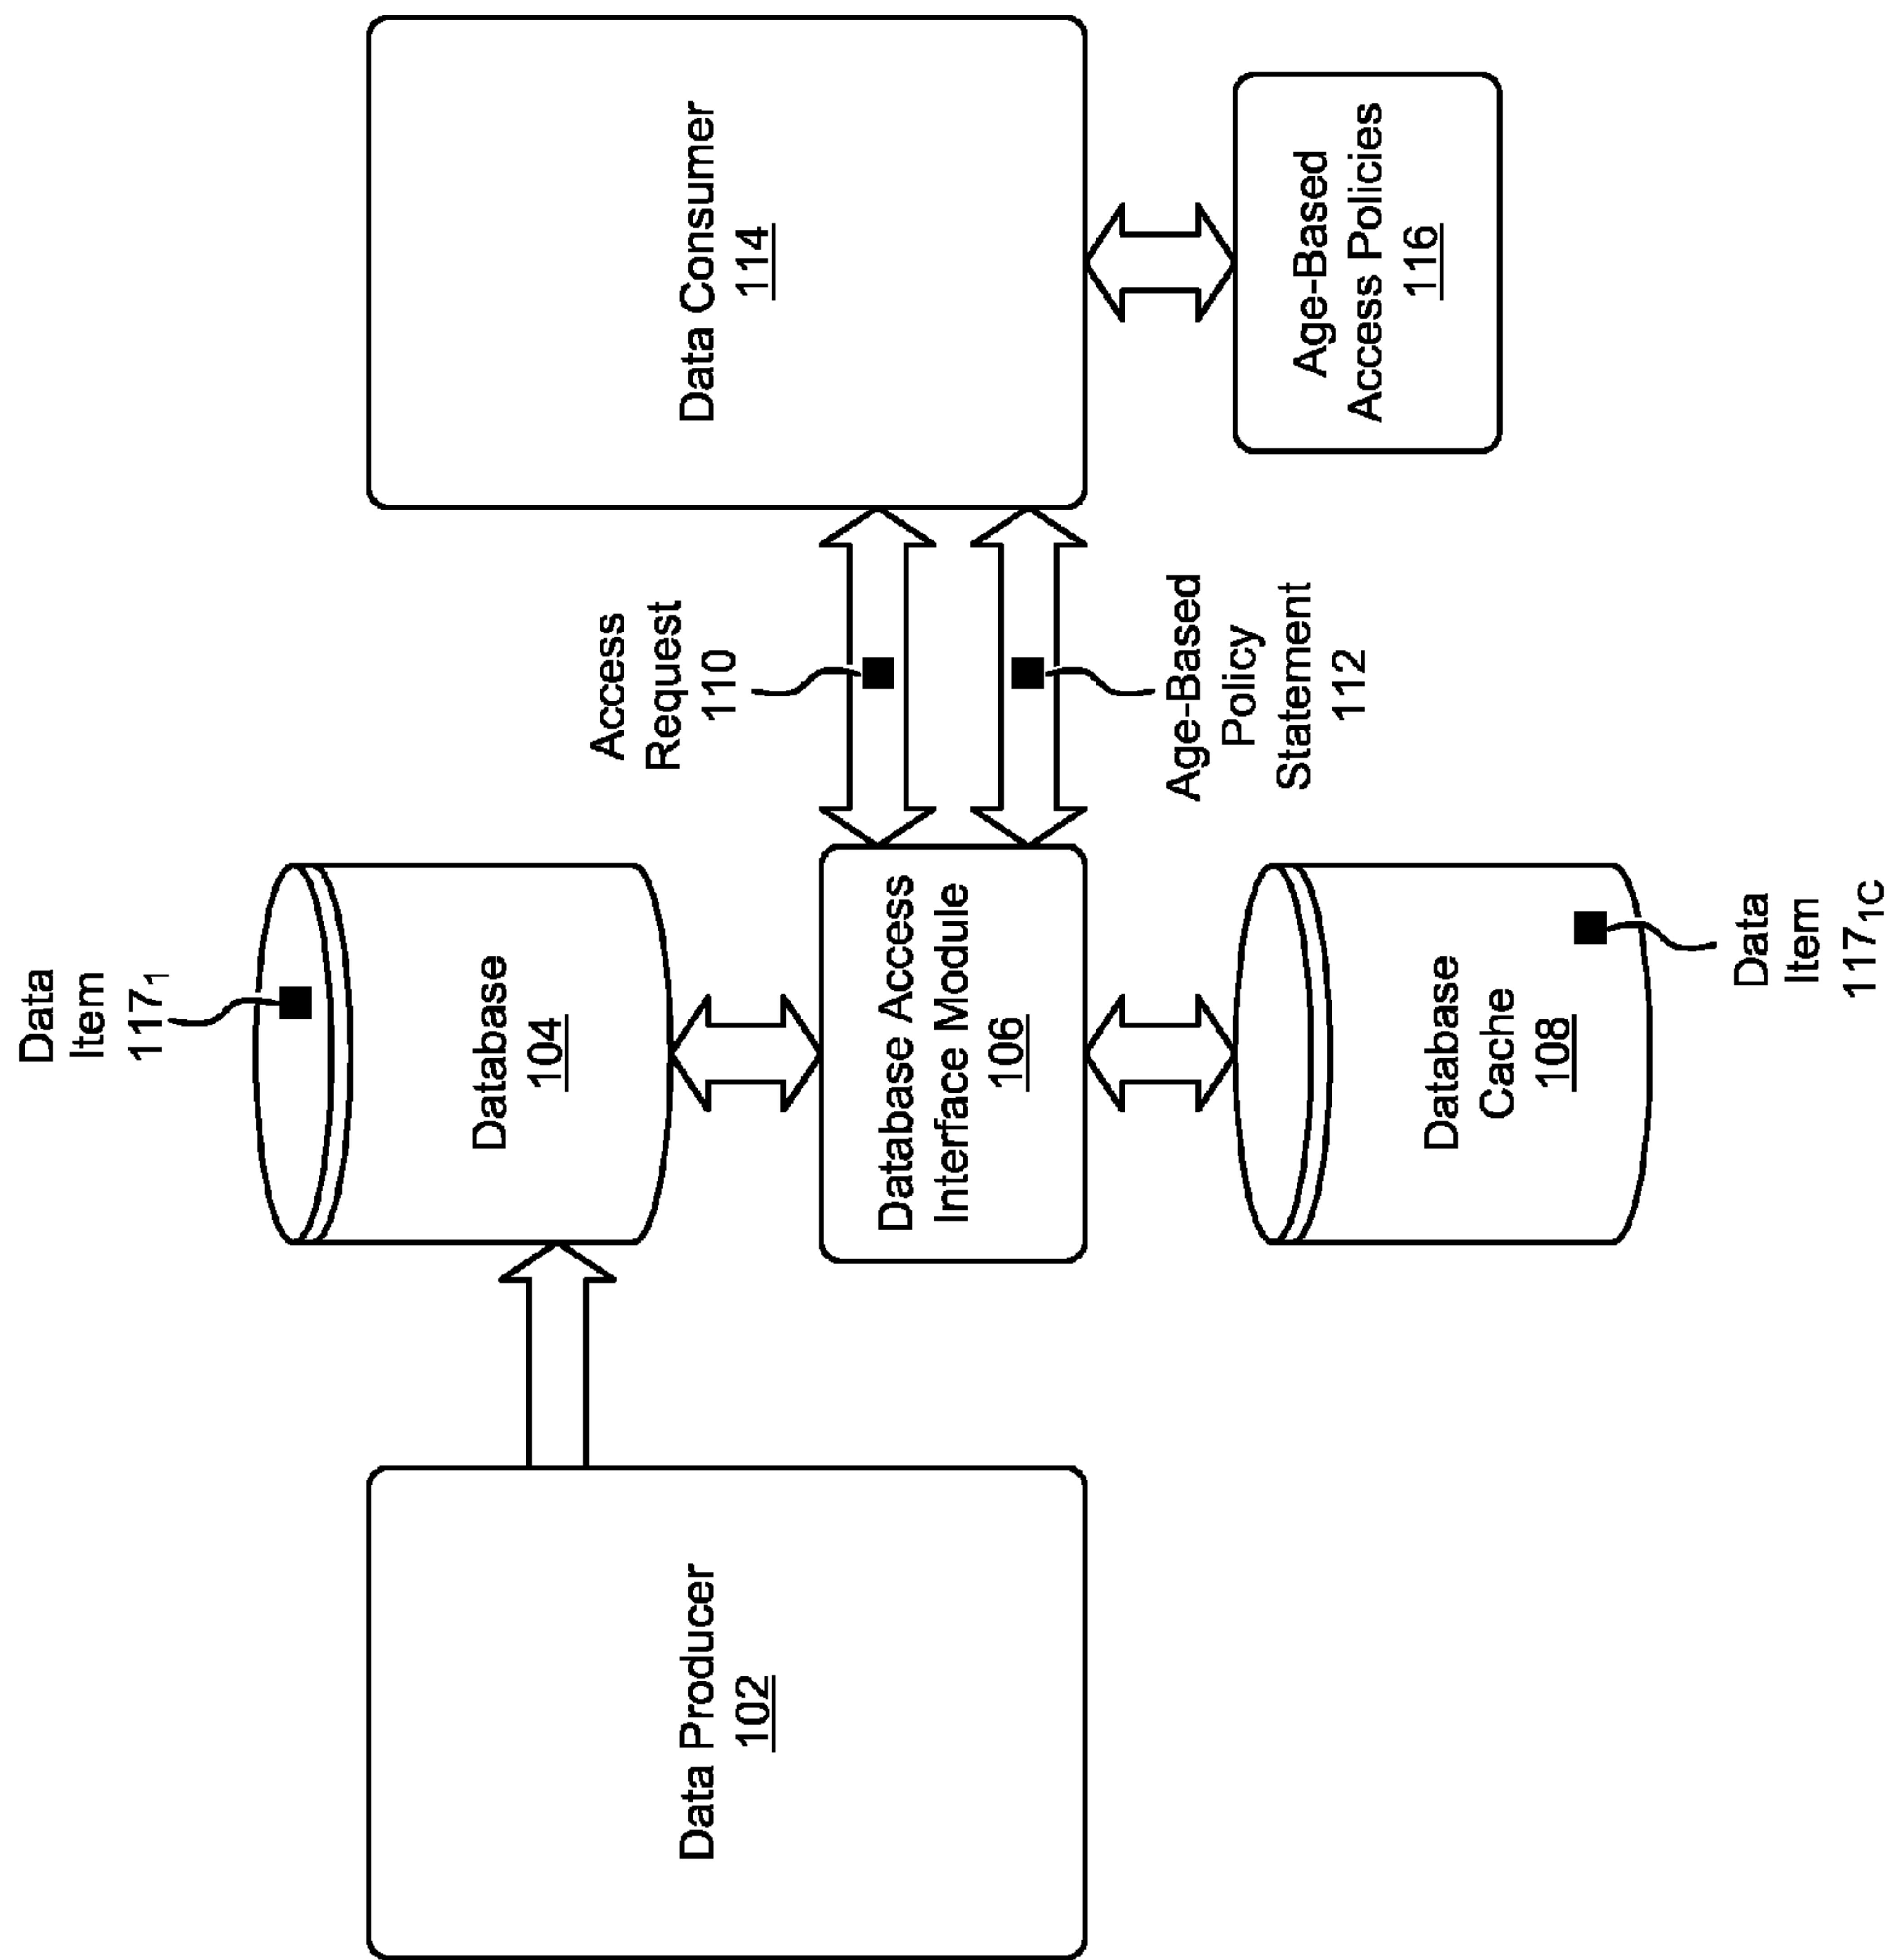 Data
Item
117₁
Database
104
Data Producer
102
Database Access
Interface Module
106
Access
Request
110
Age-Based
Policy
Statement
112
Data Consumer
114
Database
Cache
108
Data
Item
117₁C
Age-Based
Access Policies
116